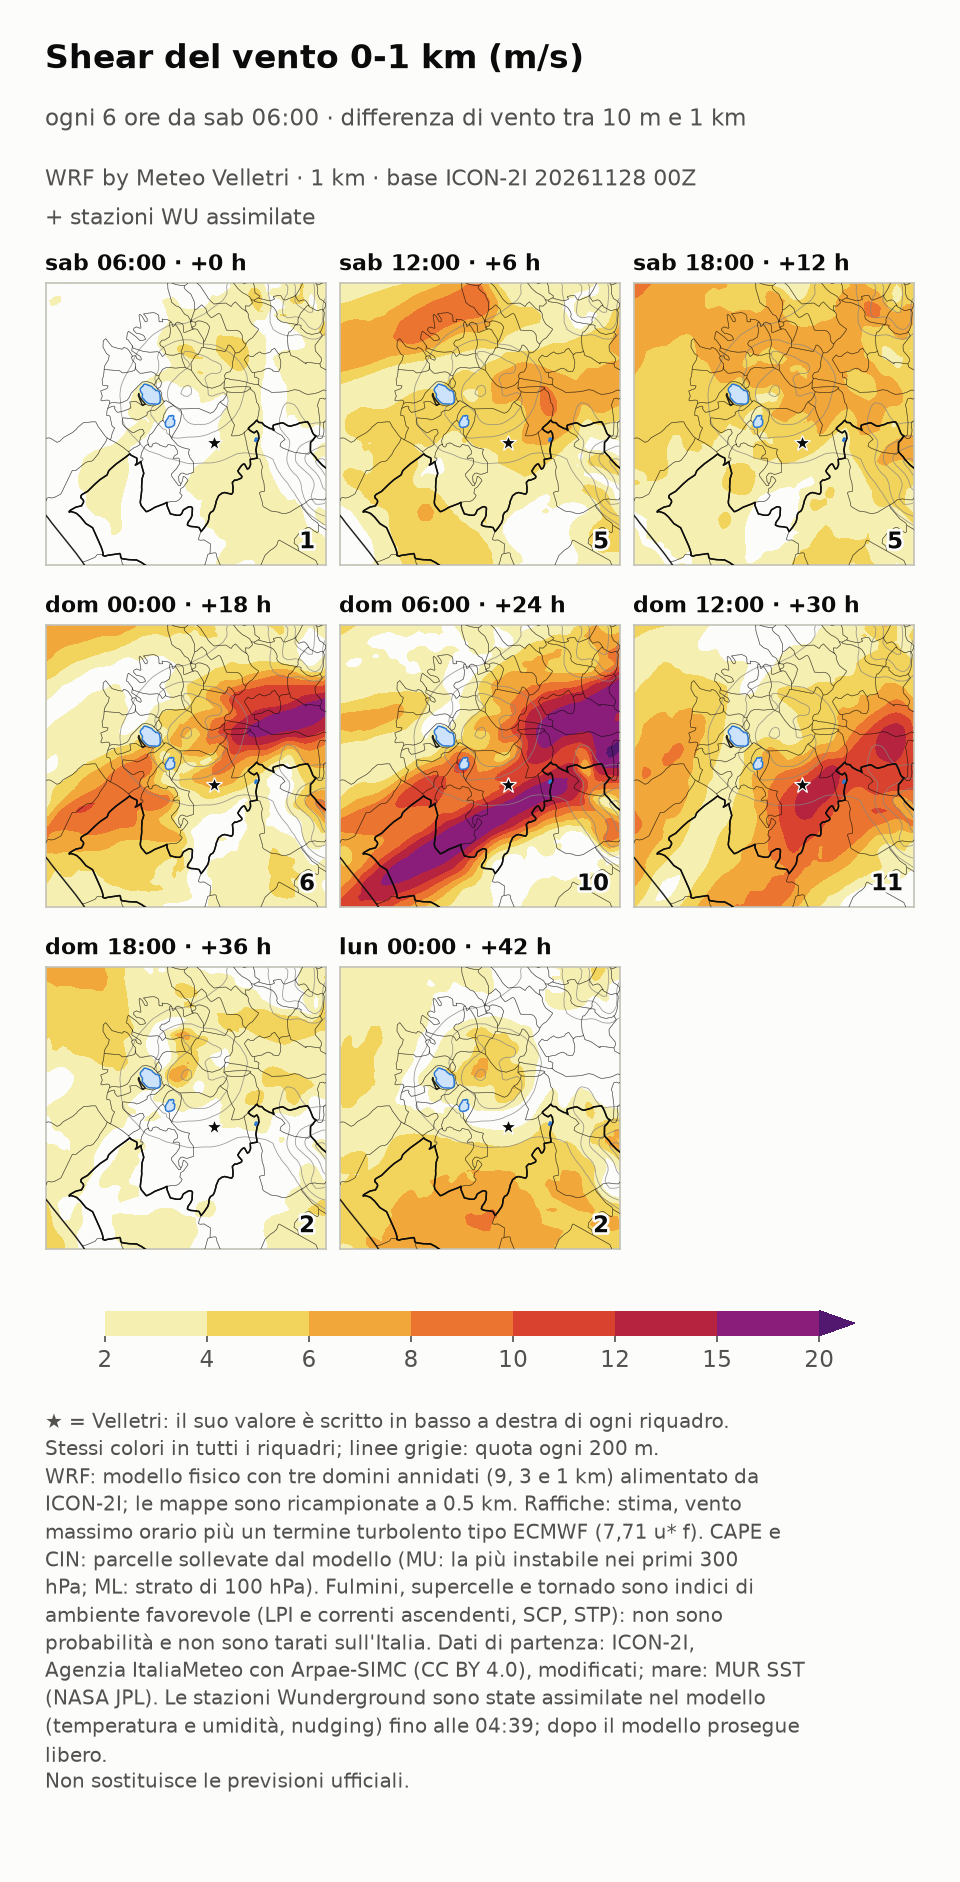 Shear del vento 0-1 km (m/s)
ogni 6 ore da sab 06:00 · differenza di vento tra 10 m e 1 km
WRF by Meteo Velletri · 1 km · base ICON-2I 20261128 00Z
+ stazioni WU assimilate
sab 06:00 · +0 h
sab 12:00 · +6 h
sab 18:00 · +12 h
1
5
5
dom 00:00 · +18 h
dom 06:00 · +24 h
dom 12:00 · +30 h
6
10
11
dom 18:00 · +36 h
lun 00:00 · +42 h
2
2
2 4 6 8 10 12 15 20
★ = Velletri: il suo valore è scritto in basso a destra di ogni riquadro.
Stessi colori in tutti i riquadri; linee grigie: quota ogni 200 m.
WRF: modello fisico con tre domini annidati (9, 3 e 1 km) alimentato da
ICON-2I; le mappe sono ricampionate a 0.5 km. Raffiche: stima, vento
massimo orario più un termine turbolento tipo ECMWF (7,71 u* f). CAPE e
CIN: parcelle sollevate dal modello (MU: la più instabile nei primi 300
hPa; ML: strato di 100 hPa). Fulmini, supercelle e tornado sono indici di
ambiente favorevole (LPI e correnti ascendenti, SCP, STP): non sono
probabilità e non sono tarati sull'Italia. Dati di partenza: ICON-2I,
Agenzia ItaliaMeteo con Arpae-SIMC (CC BY 4.0), modificati; mare: MUR SST
(NASA JPL). Le stazioni Wunderground sono state assimilate nel modello
(temperatura e umidità, nudging) fino alle 04:39; dopo il modello prosegue
libero.
Non sostituisce le previsioni ufficiali.